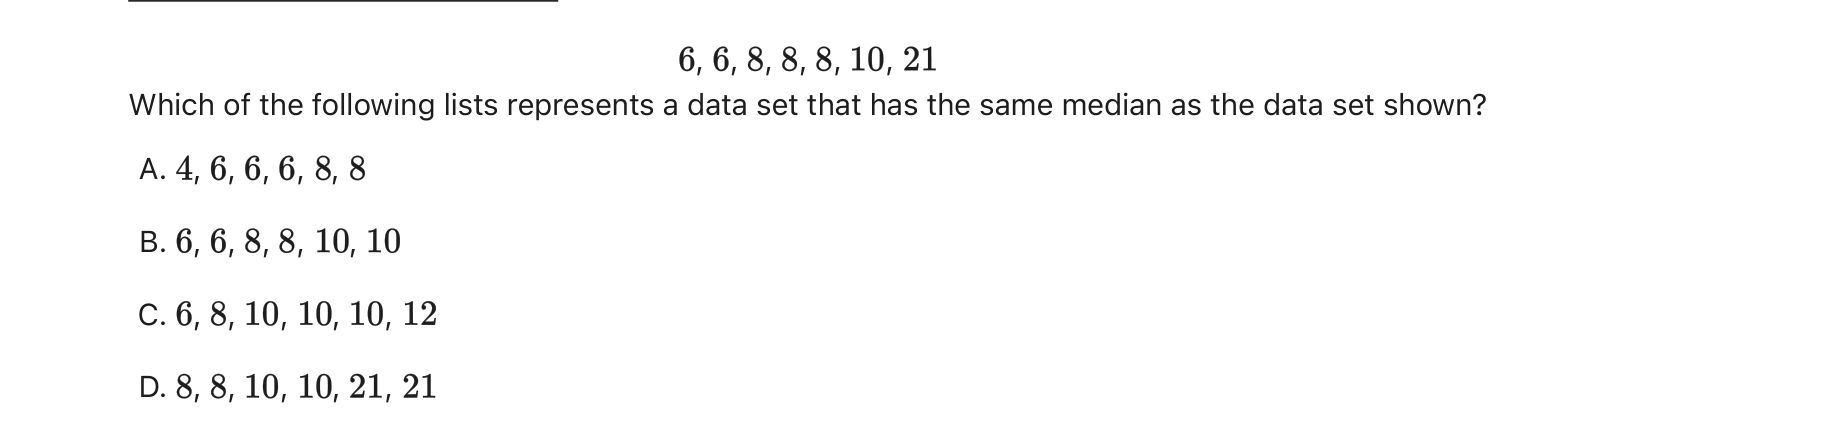 6, 6, 8, 8, 8, 10, 21
Which of the following lists represents a data set that has the same median as the data set shown?
A. 4, 6, 6, 6, 8, 8
B. 6, 6, 8, 8, 10, 10
C. 6, 8, 10, 10, 10, 12
D. 8, 8, 10, 10, 21, 21